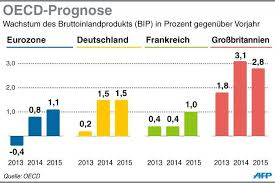 OECD-Prognose
Wachstum des Bruttoinlandprodukts (BIP) in Prozent gegenüber Vorjahr
Eurozone Deutschland Frankreich Großbritannien
3,0
2,0
1,0
0
-0,4 0,8 1,1
0,2 1,5 1,5
0,4 0,4 1,0
1,8 3,1 2,8
2013 2014 2015 2013 2014 2015 2013 2014 2015 2013 2014 2015
Quelle: OECD
AFP